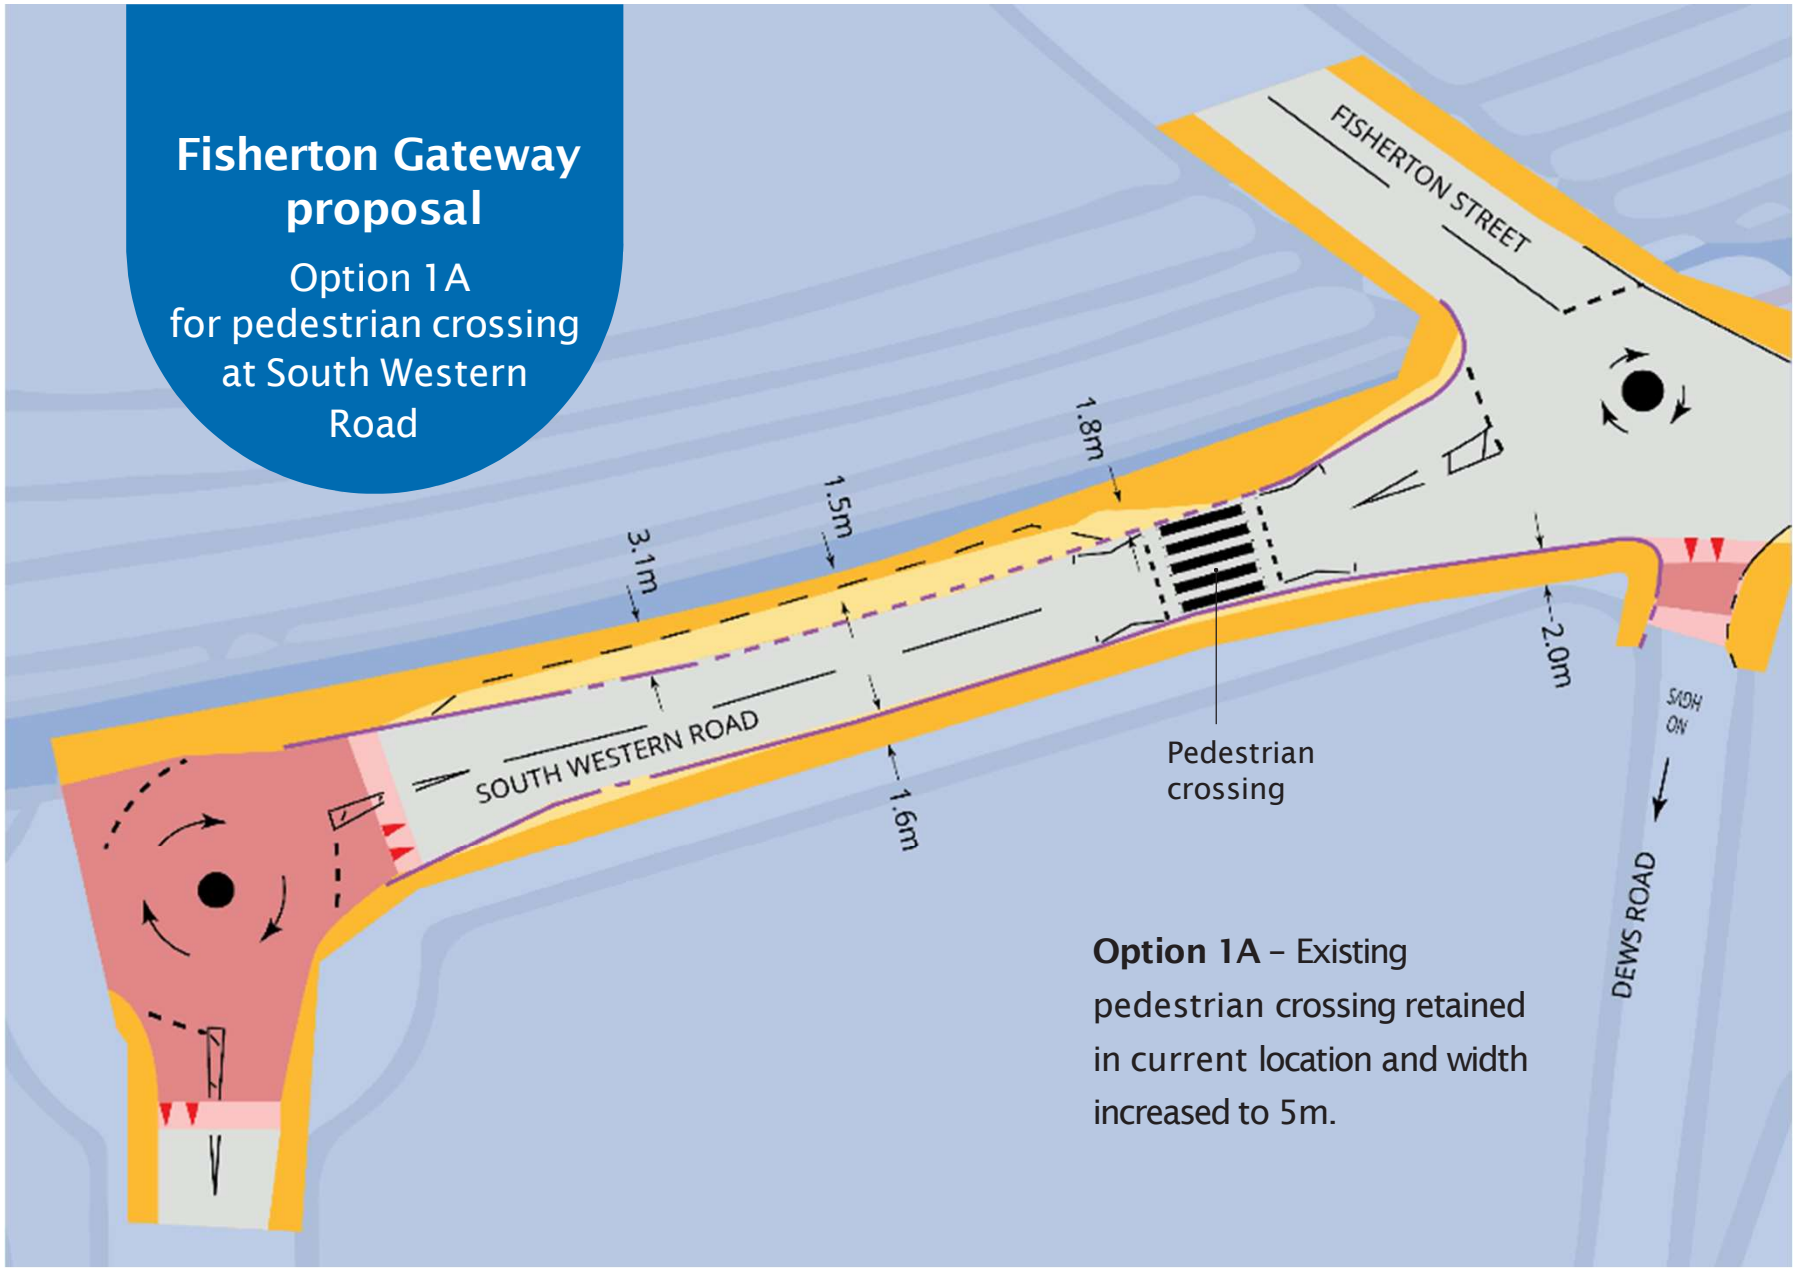 Fisherton Gateway
proposal
Option 1A
for pedestrian crossing
at South Western
Road
FISHERTON STREET
1.8m
1.5m
3.1m
2.0m
NO
HGVS
SOUTH WESTERN ROAD
Pedestrian
crossing
1.6m
DEWS ROAD
Option 1A – Existing
pedestrian crossing retained
in current location and width
increased to 5m.